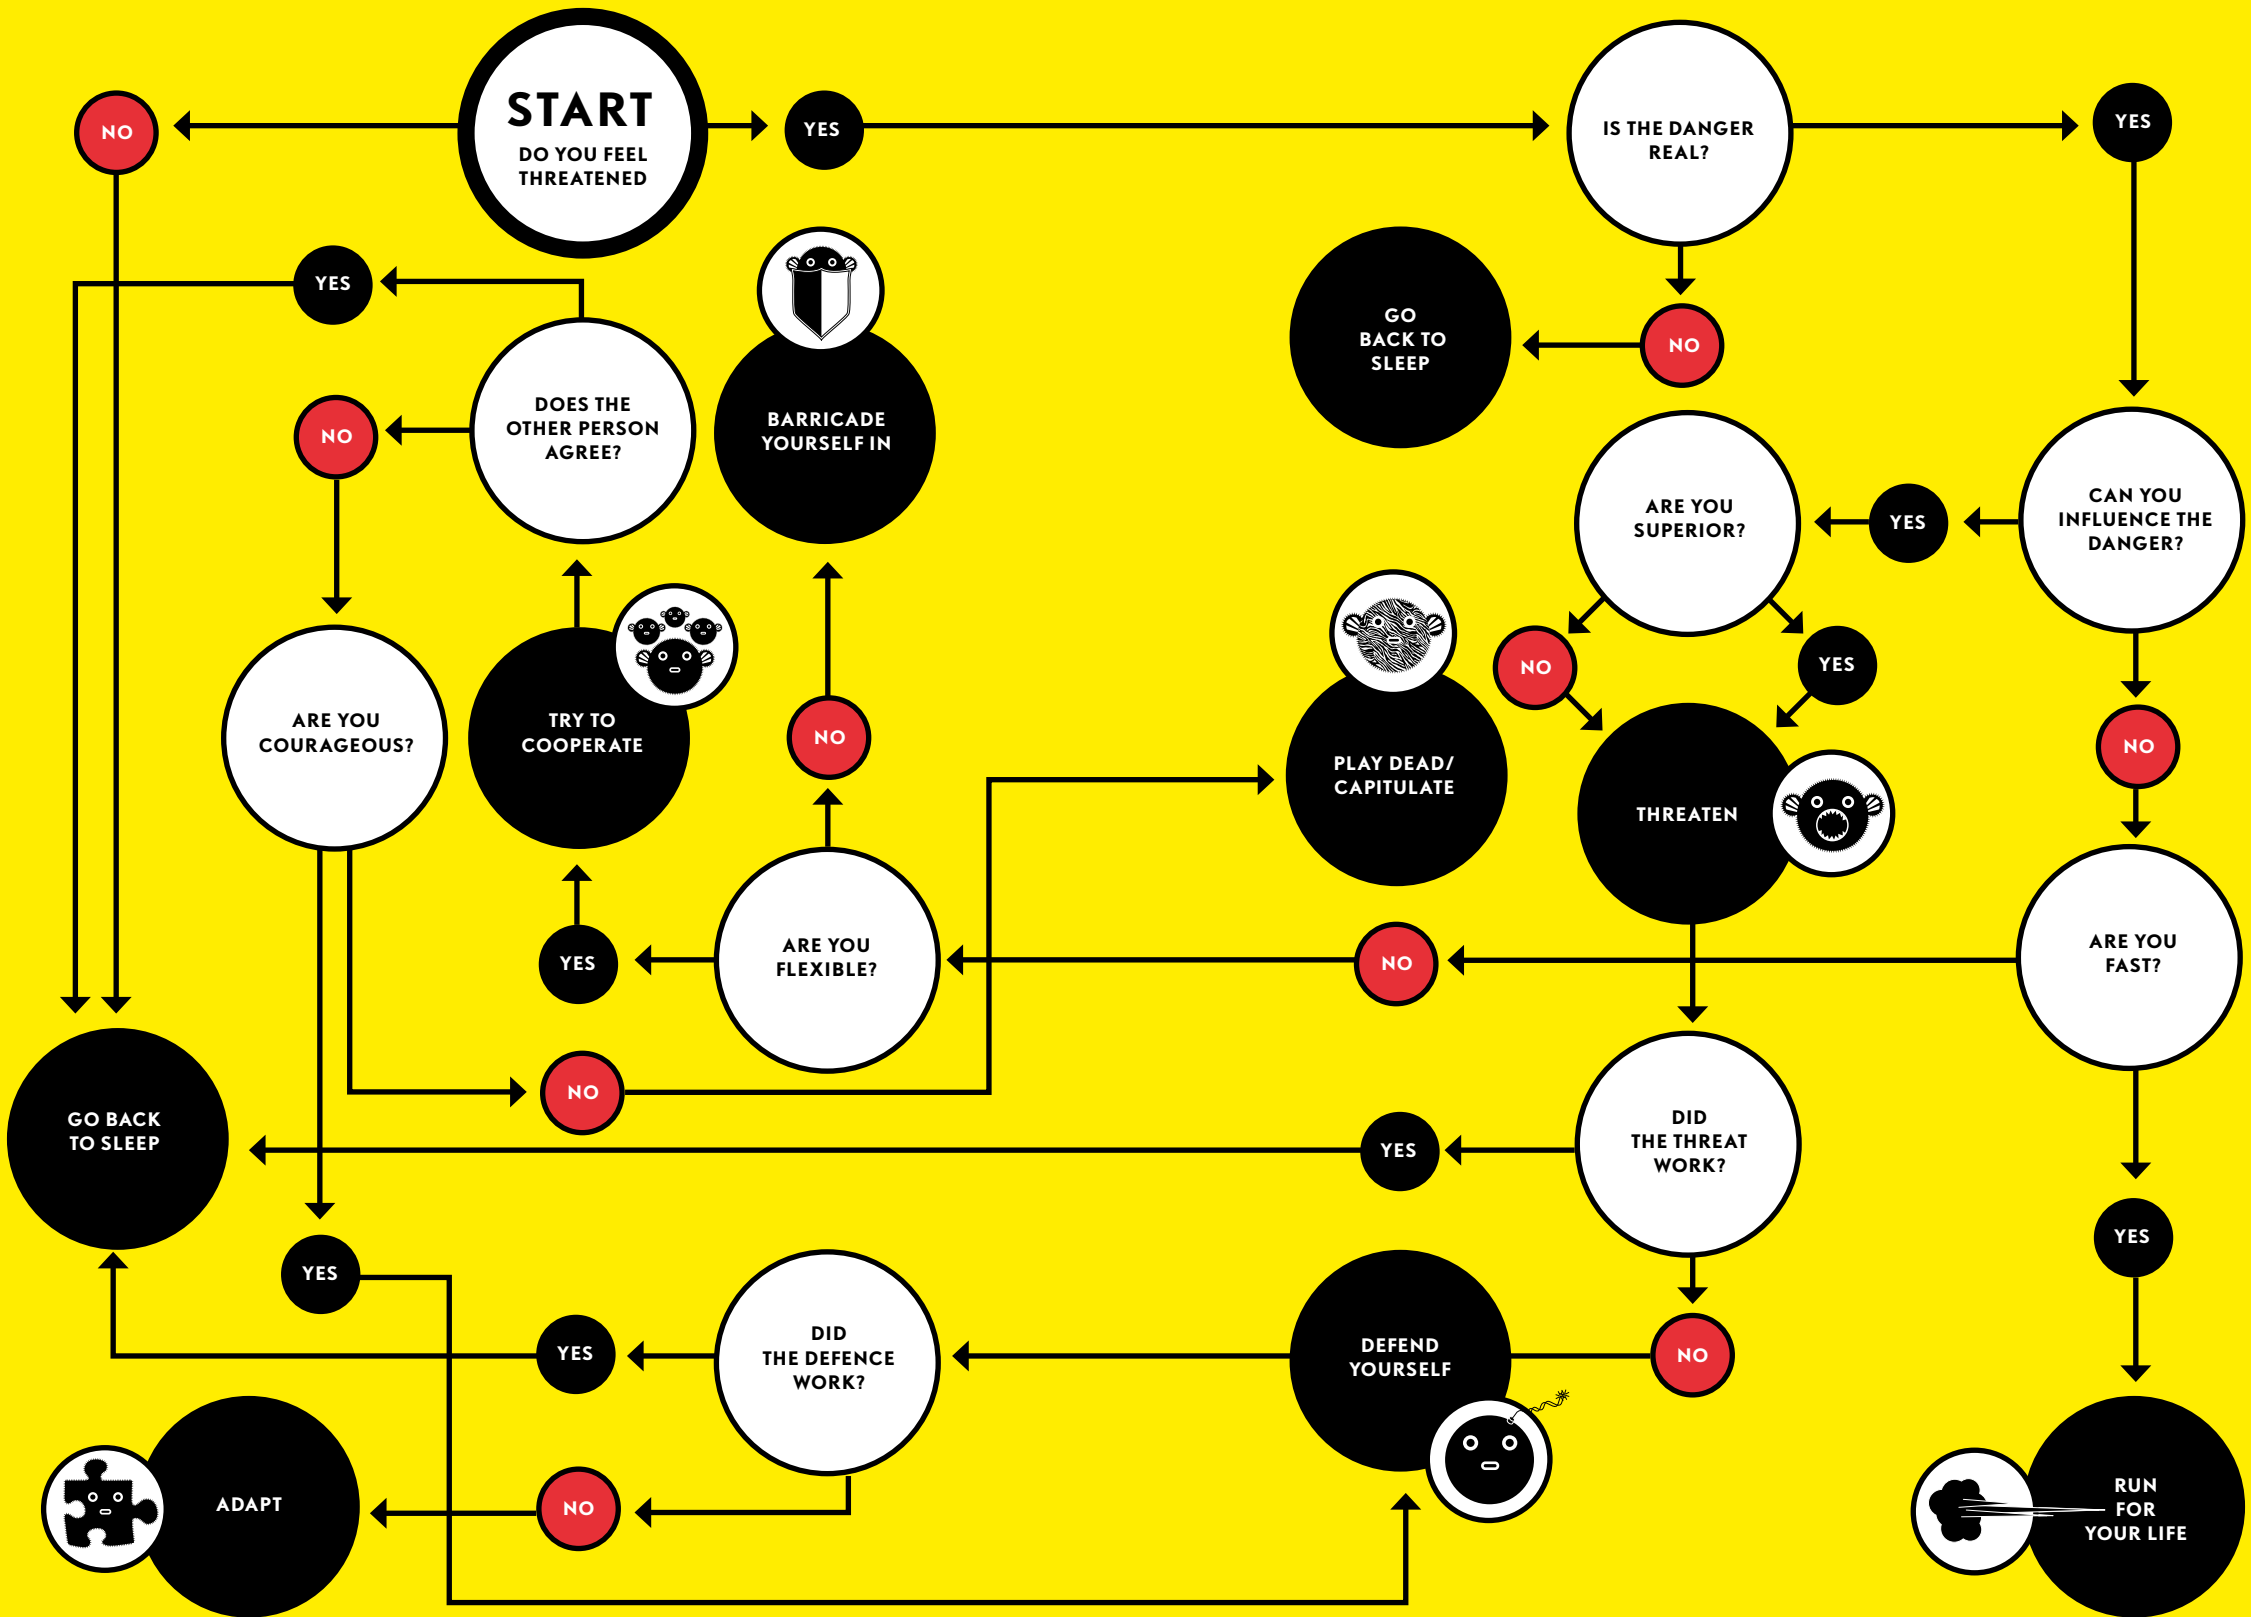 START
DO YOU FEEL
THREATENED
NO
YES
IS THE DANGER
REAL?
YES
NO
GO
BACK TO
SLEEP
YES
DOES THE
OTHER PERSON
AGREE?
NO
BARRICADE
YOURSELF IN
ARE YOU
SUPERIOR?
YES
CAN YOU
INFLUENCE THE
DANGER?
NO
YES
NO
ARE YOU
COURAGEOUS?
TRY TO
COOPERATE
NO
PLAY DEAD/
CAPITULATE
THREATEN
ARE YOU
FAST?
NO
ARE YOU
FLEXIBLE?
YES
NO
GO BACK
TO SLEEP
YES
DID
THE THREAT
WORK?
YES
YES
YES
DID
THE DEFENCE
WORK?
DEFEND
YOURSELF
NO
ADAPT
NO
RUN
FOR
YOUR LIFE